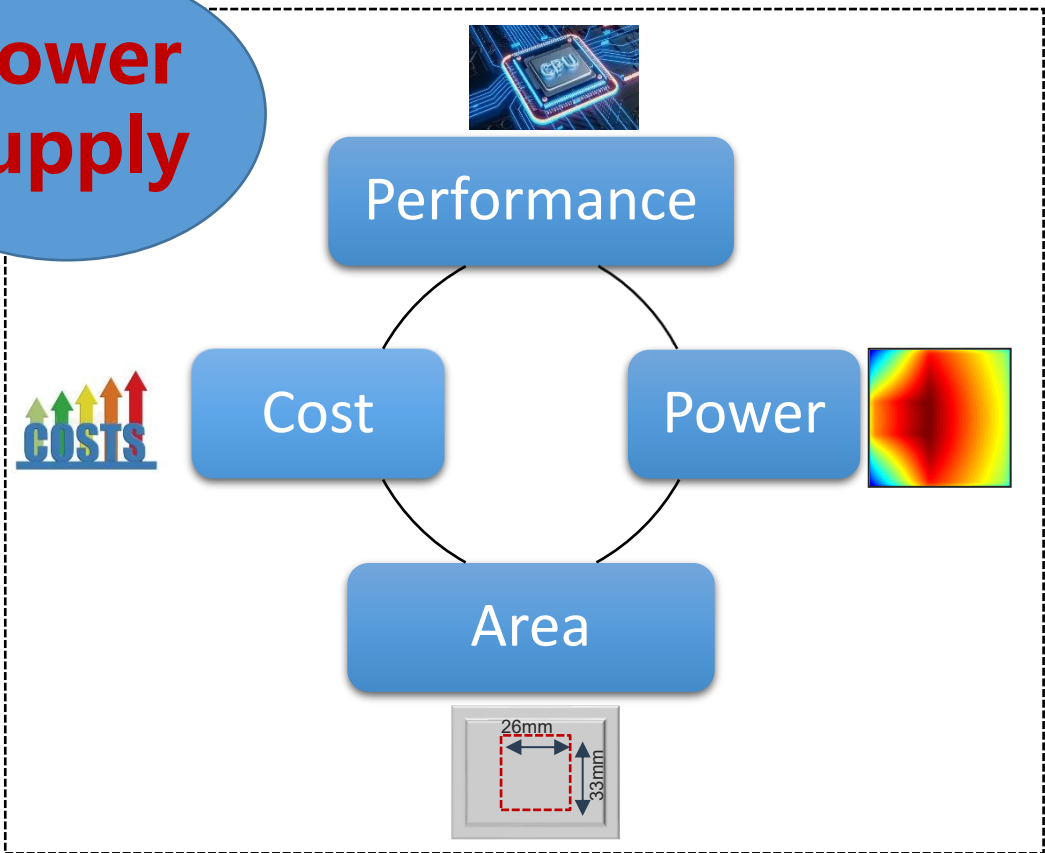 ower
upply
CPU
Performance
Cost
Power
COSTS
Area
26mm
33mm